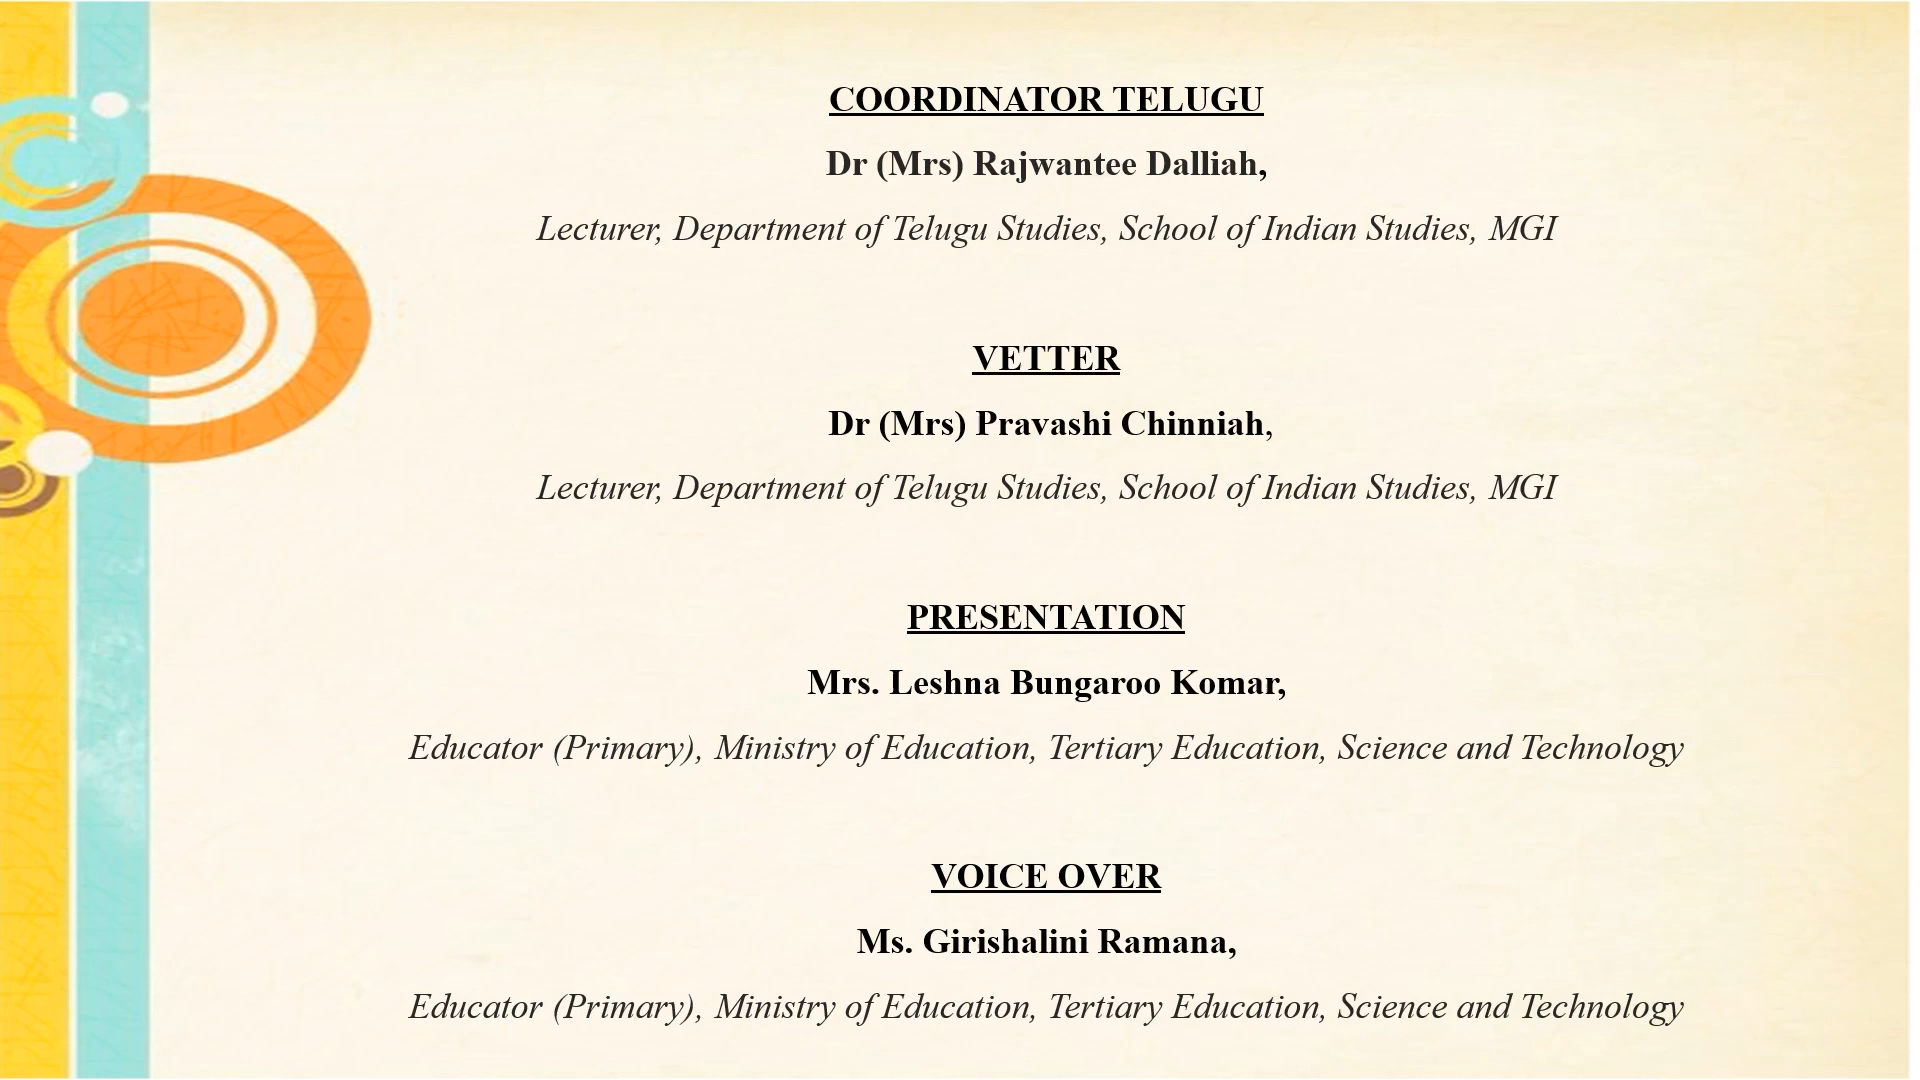 COORDINATOR TELUGU
Dr (Mrs) Rajwantee Dalliah,
Lecturer, Department of Telugu Studies, School of Indian Studies, MGI
VETTER
Dr (Mrs) Pravashi Chinniah,
Lecturer, Department of Telugu Studies, School of Indian Studies, MGI
PRESENTATION
Mrs. Leshna Bungaroo Komar,
Educator (Primary), Ministry of Education, Tertiary Education, Science and Technology
VOICE OVER
Ms. Girishalini Ramana,
Educator (Primary), Ministry of Education, Tertiary Education, Science and Technology